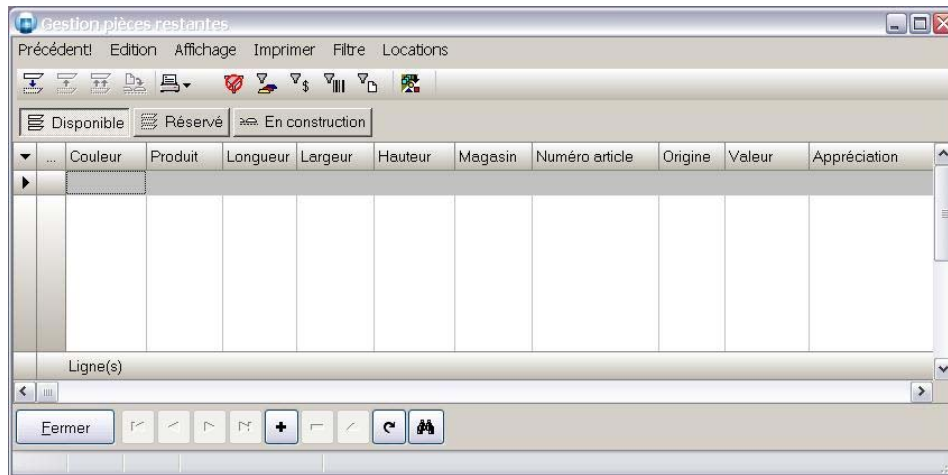 Gestion pièces restantes
Précédent! Edition Affichage Imprimer Filtre Locations
Disponible Réservé En construction
... Couleur Produit Longueur Largeur Hauteur Magasin Numéro article Origine Valeur Appréciation
Ligne(s)
Fermer